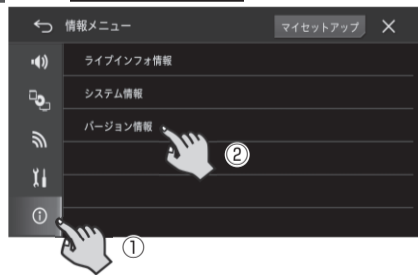 情報メニュー マイセットアップ
ライブインフォ情報
システム情報
バージョン情報
②
①